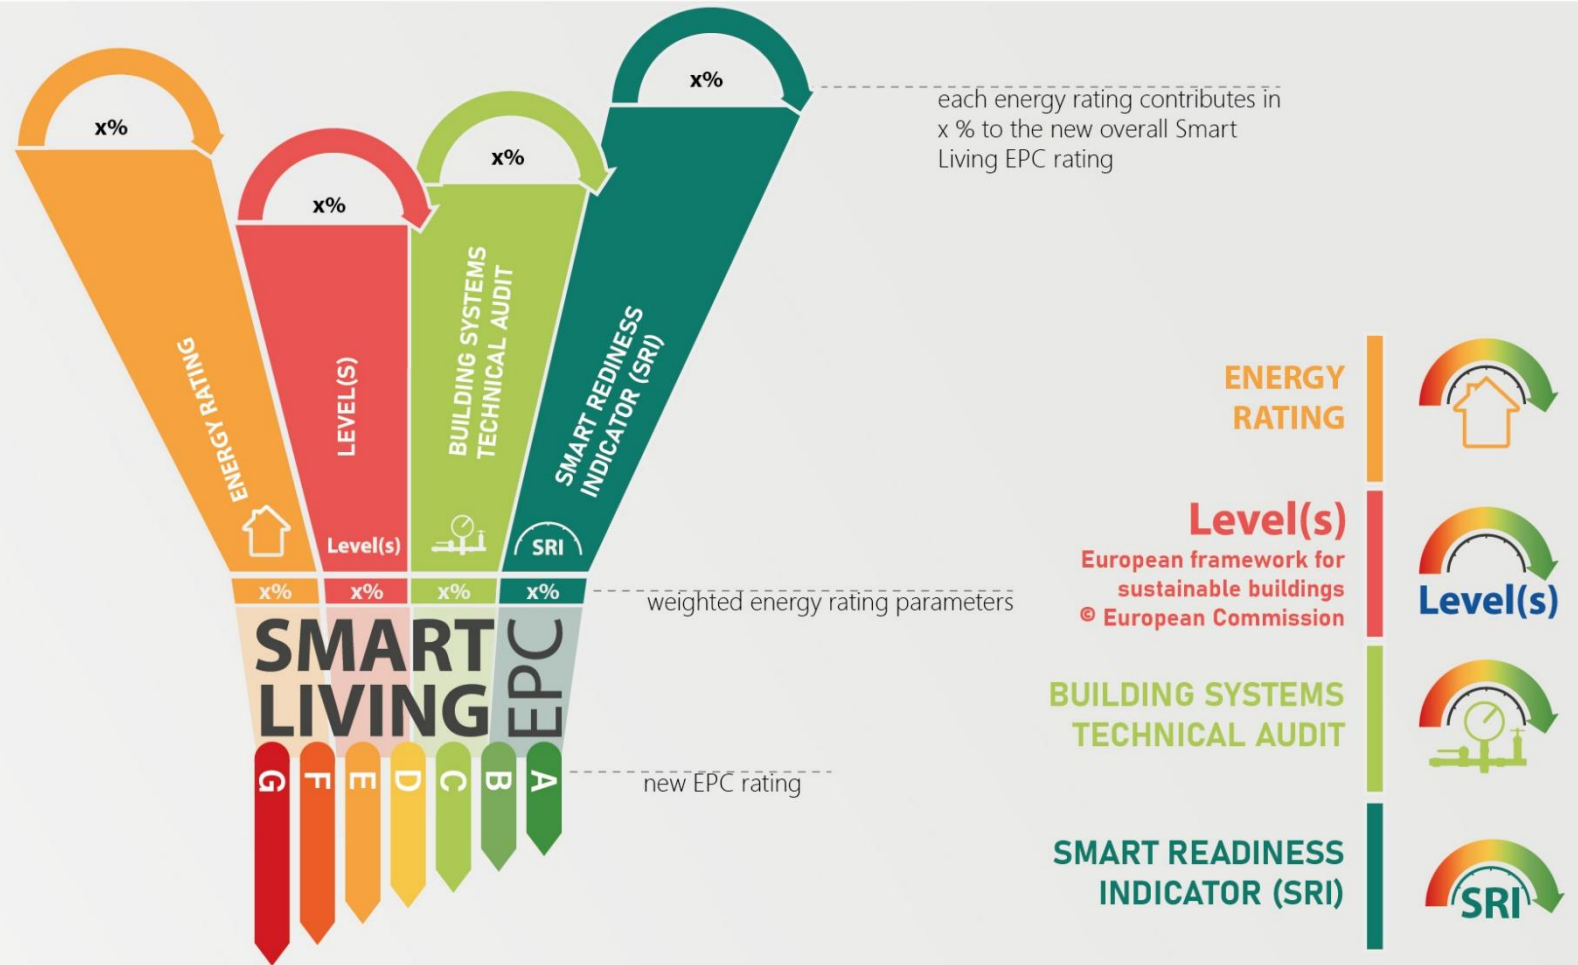 x%
x%
x%
x%
each energy rating contributes in
x % to the new overall Smart
Living EPC rating
ENERGY RATING
LEVEL(S)
BUILDING SYSTEMS
TECHNICAL AUDIT
SMART REDINESS
INDICATOR (SRI)
Level(s)
SRI
x%
x%
x%
x%
weighted energy rating parameters
SMART
LIVING
EPC
G
F
E
D
C
B
A
new EPC rating
ENERGY
RATING
Level(s)
European framework for
sustainable buildings
© European Commission
Level(s)
BUILDING SYSTEMS
TECHNICAL AUDIT
SMART READINESS
INDICATOR (SRI)
SRI